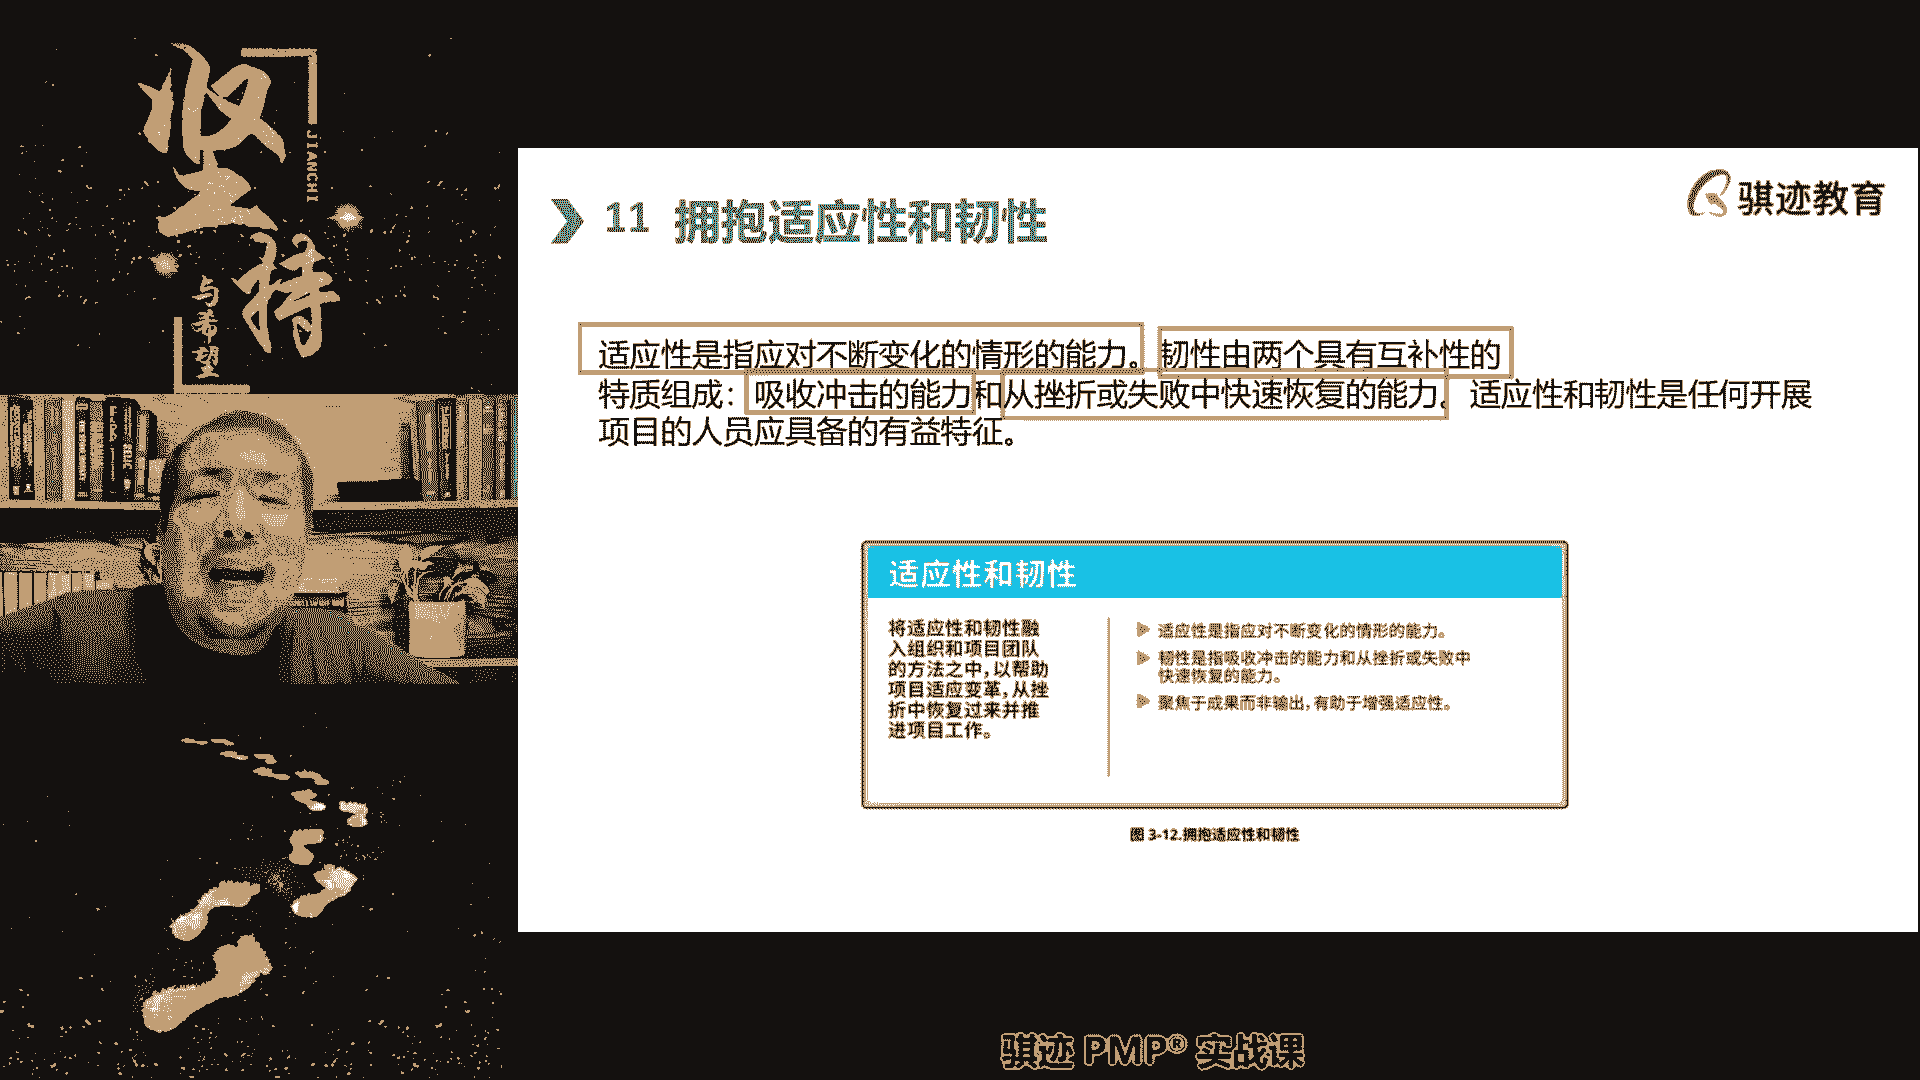 坚持
JIANCHI
与希望
骐迹教育
11 拥抱适应性和韧性
适应性是指应对不断变化的情形的能力。韧性由两个具有互补性的
特质组成：吸收冲击的能力和从挫折或失败中快速恢复的能力。适应性和韧性是任何开展
项目的人员应具备的有益特征。
适应性和韧性
将适应性和韧性融
入组织和项目团队
的方法之中，以帮助
项目适应变革，从挫
折中恢复过来并推
进项目工作。
适应性是指应对不断变化的情形的能力。
韧性是指吸收冲击的能力和从挫折或失败中
快速恢复的能力。
聚焦于成果而非输出，有助于增强适应性。
图 3-12.拥抱适应性和韧性
骐迹 PMP® 实战课